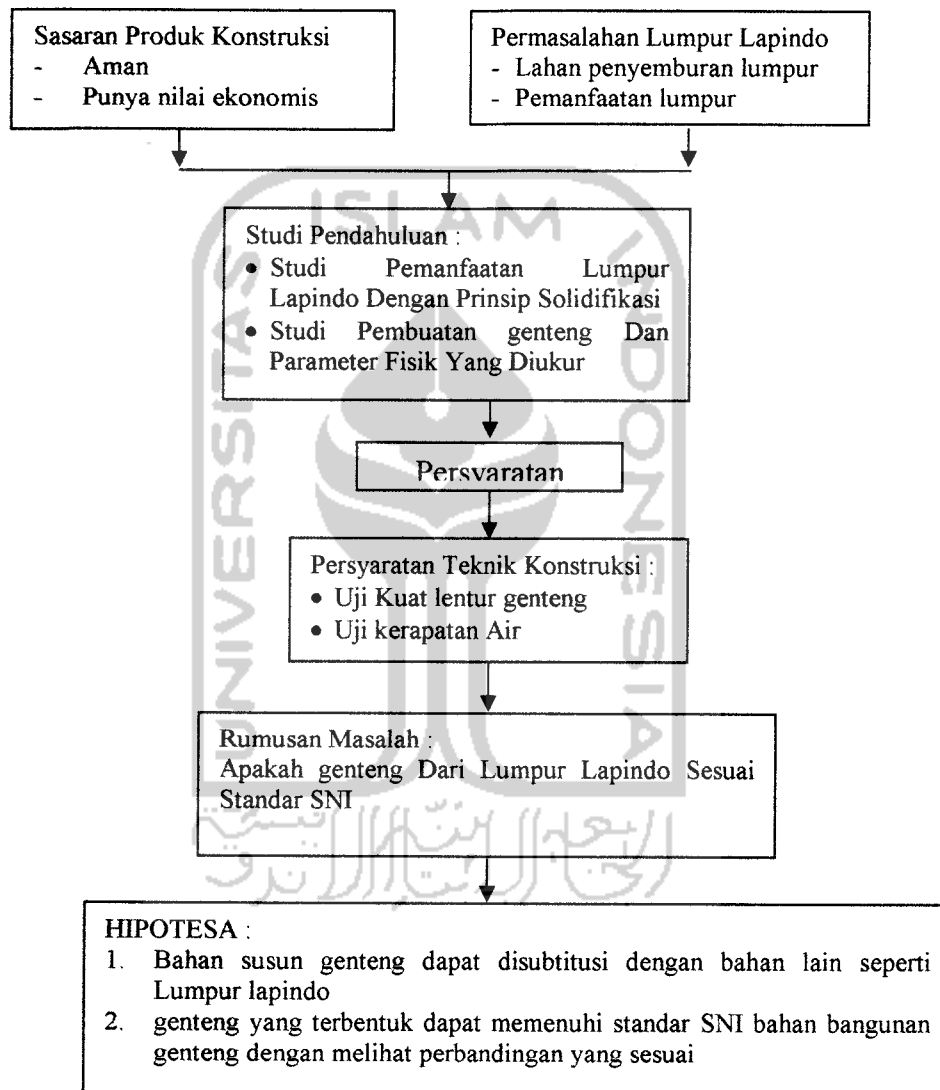 Sasaran Produk Konstruksi
- Aman
- Punya nilai ekonomis
Permasalahan Lumpur Lapindo
- Lahan penyemburan lumpur
- Pemanfaatan lumpur
Studi Pendahuluan :
• Studi Pemanfaatan Lumpur
Lapindo Dengan Prinsip Solidifikasi
• Studi Pembuatan genteng Dan
Parameter Fisik Yang Diukur
Persyaratan
Persyaratan Teknik Konstruksi :
• Uji Kuat lentur genteng
• Uji kerapatan Air
Rumusan Masalah :
Apakah genteng Dari Lumpur Lapindo Sesuai
Standar SNI
HIPOTESA :
1. Bahan susun genteng dapat disubtitusi dengan bahan lain seperti
Lumpur lapindo
2. genteng yang terbentuk dapat memenuhi standar SNI bahan bangunan
genteng dengan melihat perbandingan yang sesuai
UNIVERSITAS
ISLAM
INDONESIA